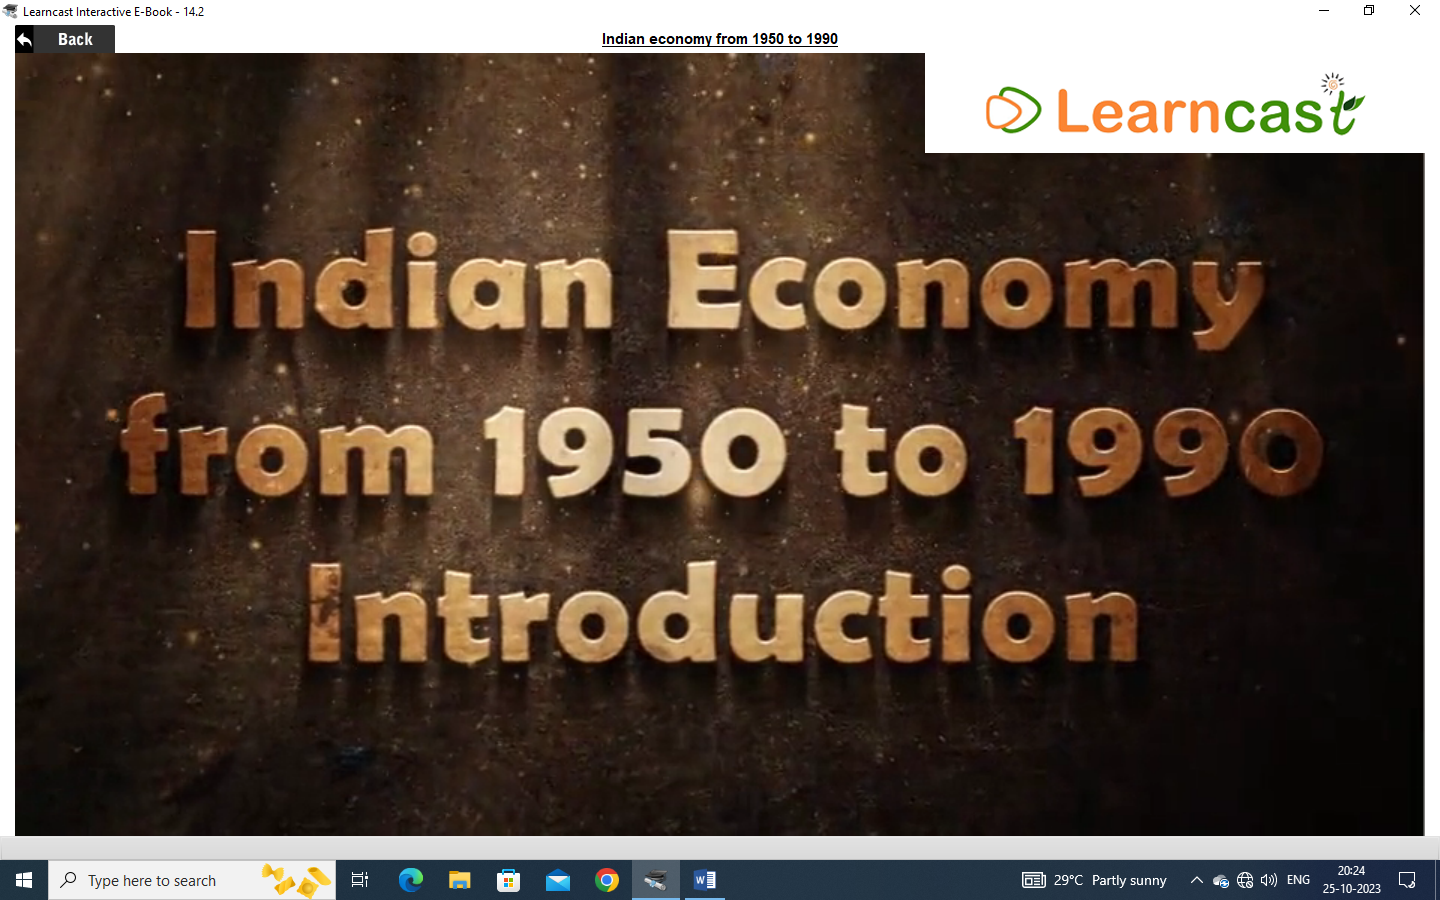 Learncast Interactive E-Book - 14.2
Back
Indian economy from 1950 to 1990
Learncast
Indian Economy
from 1950 to 1990
Introduction
Type here to search
29°C Partly sunny
ENG
20:24
25-10-2023